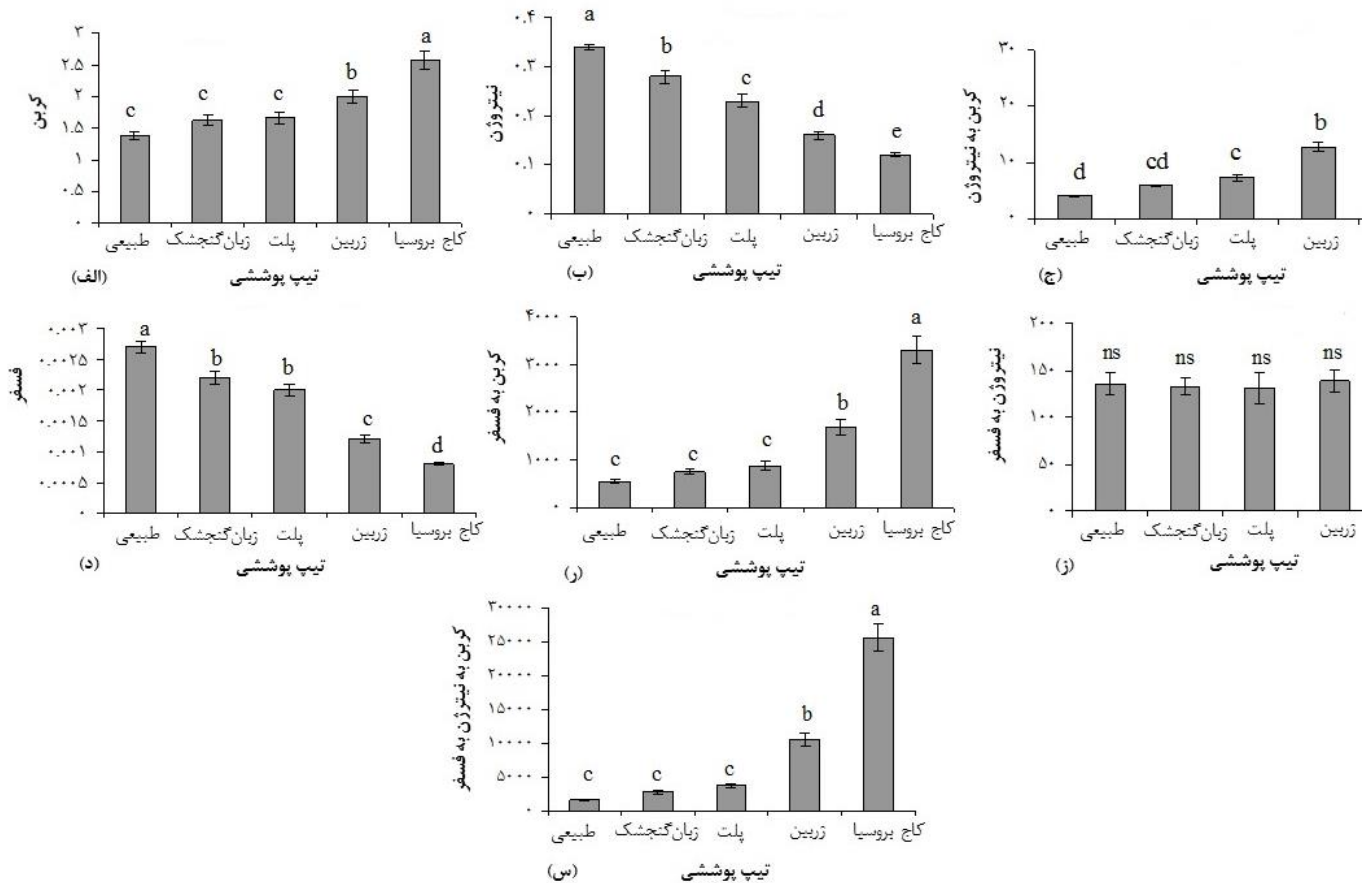 کربن
۳
۲.۵
۲
۱.۵
۱
۰.۵
۰
c
c
c
b
a
طبیعی
زبان‌گنجشک
پلت
زربین
کاج بروسیا
تیپ پوششی
(الف)
نیتروژن
۰.۴
۰.۳
۰.۲
۰.۱
۰
a
b
c
d
e
طبیعی
زبان‌گنجشک
پلت
زربین
کاج بروسیا
تیپ پوششی
(ب)
کربن به نیتروژن
۳۰
۲۰
۱۰
۰
d
cd
c
b
طبیعی
زبان‌گنجشک
پلت
زربین
تیپ پوششی
(ج)
فسفر
۰.۰۰۳
۰.۰۰۲۵
۰.۰۰۲
۰.۰۰۱۵
۰.۰۰۱
۰.۰۰۰۵
۰
a
b
b
c
d
طبیعی
زبان‌گنجشک
پلت
زربین
کاج بروسیا
تیپ پوششی
(د)
کربن به فسفر
۴۰۰۰
۳۰۰۰
۲۰۰۰
۱۰۰۰
۰
c
c
c
b
a
طبیعی
زبان‌گنجشک
پلت
زربین
کاج بروسیا
تیپ پوششی
(ر)
نیتروژن به فسفر
۲۰۰
۱۵۰
۱۰۰
۵۰
۰
ns
ns
ns
ns
طبیعی
زبان‌گنجشک
پلت
زربین
تیپ پوششی
(ز)
کربن به نیترژن به فسفر
۳۰۰۰۰
۲۵۰۰۰
۲۰۰۰۰
۱۵۰۰۰
۱۰۰۰۰
۵۰۰۰
۰
c
c
c
b
a
طبیعی
زبان‌گنجشک
پلت
زربین
کاج بروسیا
تیپ پوششی
(س)